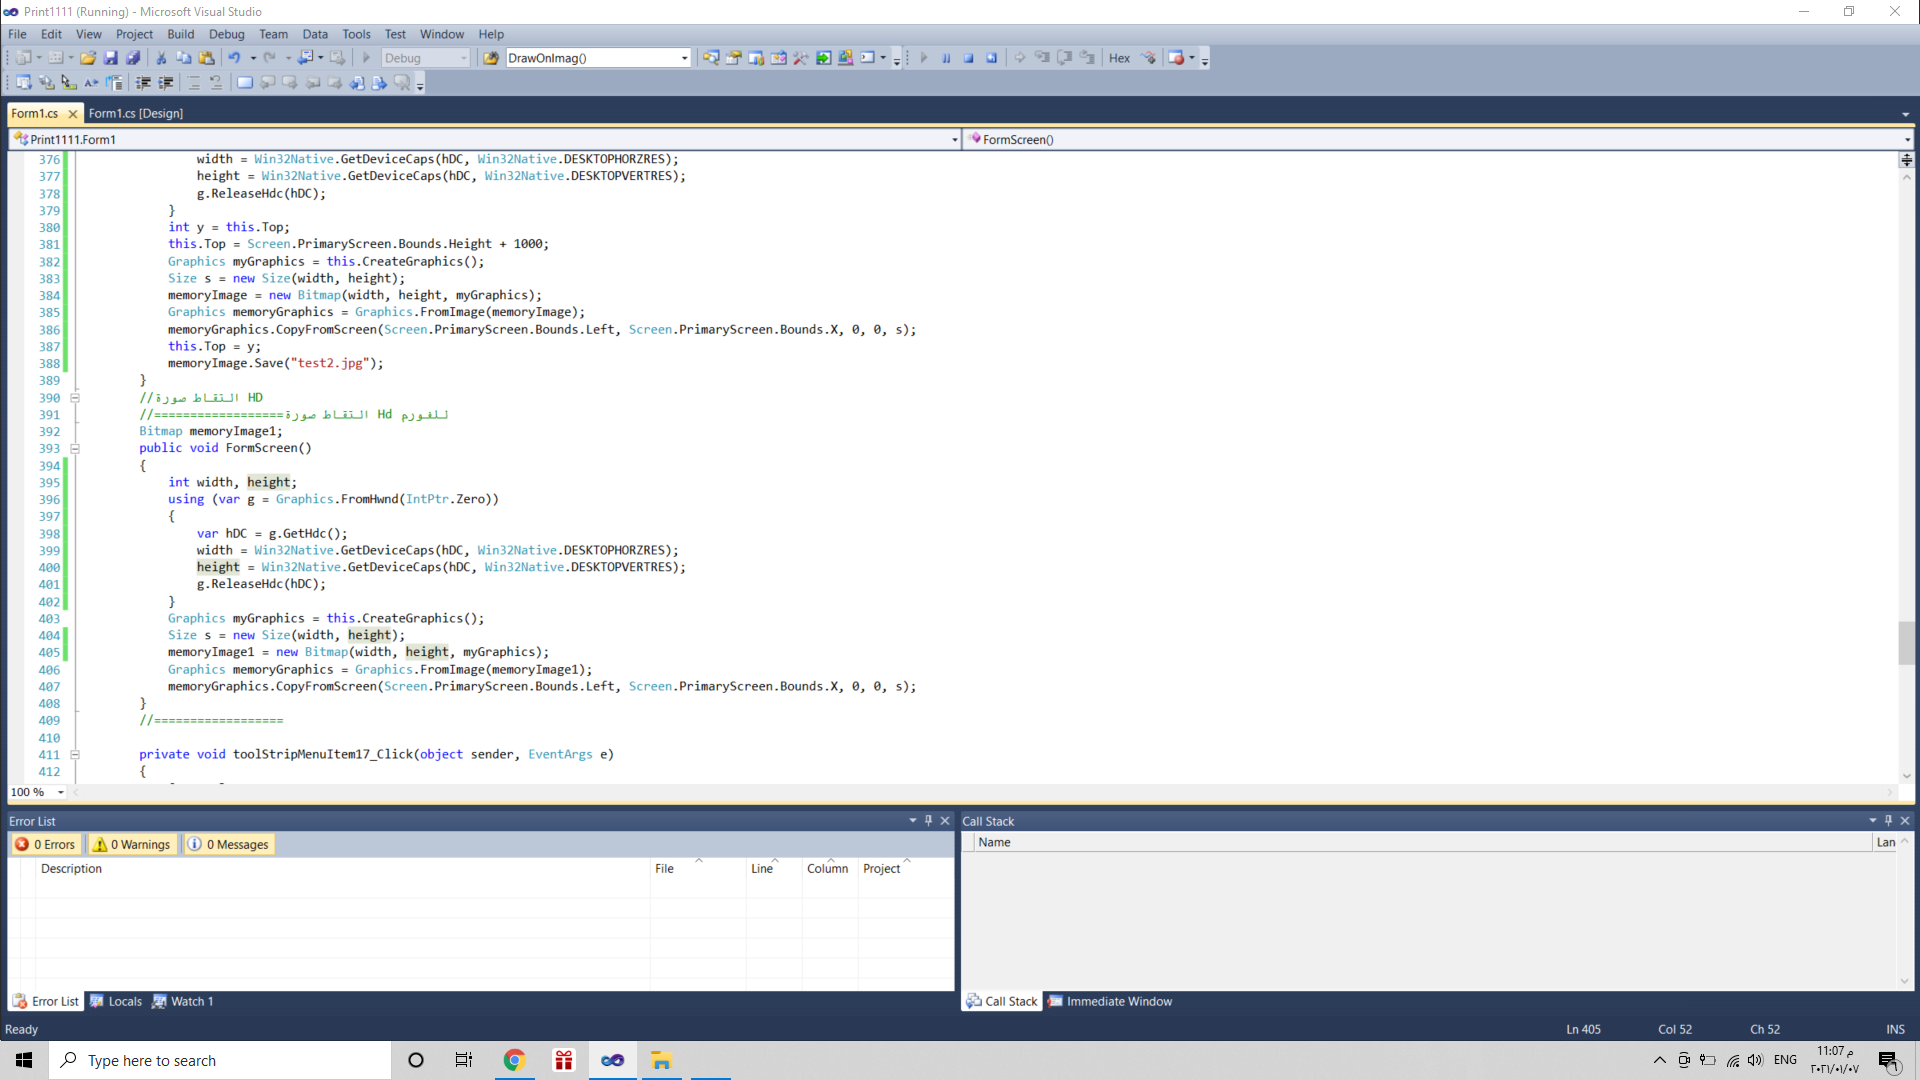 Print1111 (Running) - Microsoft Visual Studio
File Edit View Project Build Debug Team Data Tools Test Window Help
Debug DrawOnImag() Hex
Form1.cs Form1.cs [Design]
Print1111.Form1 FormScreen()
376 width = Win32Native.GetDeviceCaps(hDC, Win32Native.DESKTOPHORZRES);
377 height = Win32Native.GetDeviceCaps(hDC, Win32Native.DESKTOPVERTRES);
378 g.ReleaseHdc(hDC);
379 }
380 int y = this.Top;
381 this.Top = Screen.PrimaryScreen.Bounds.Height + 1000;
382 Graphics myGraphics = this.CreateGraphics();
383 Size s = new Size(width, height);
384 memoryImage = new Bitmap(width, height, myGraphics);
385 Graphics memoryGraphics = Graphics.FromImage(memoryImage);
386 memoryGraphics.CopyFromScreen(Screen.PrimaryScreen.Bounds.Left, Screen.PrimaryScreen.Bounds.X, 0, 0, s);
387 this.Top = y;
388 memoryImage.Save("test2.jpg");
389 }
390 //التقاط صورة HD
391 //==================التقاط صورة Hd للفورم
392 Bitmap memoryImage1;
393 public void FormScreen()
394 {
395 int width, height;
396 using (var g = Graphics.FromHwnd(IntPtr.Zero))
397 {
398 var hDC = g.GetHdc();
399 width = Win32Native.GetDeviceCaps(hDC, Win32Native.DESKTOPHORZRES);
400 height = Win32Native.GetDeviceCaps(hDC, Win32Native.DESKTOPVERTRES);
401 g.ReleaseHdc(hDC);
402 }
403 Graphics myGraphics = this.CreateGraphics();
404 Size s = new Size(width, height);
405 memoryImage1 = new Bitmap(width, height, myGraphics);
406 Graphics memoryGraphics = Graphics.FromImage(memoryImage1);
407 memoryGraphics.CopyFromScreen(Screen.PrimaryScreen.Bounds.Left, Screen.PrimaryScreen.Bounds.X, 0, 0, s);
408 }
409 //==================
410
411 private void toolStripMenuItem17_Click(object sender, EventArgs e)
412 {
100 %
Error List
0 Errors 0 Warnings 0 Messages
Description File Line Column Project
Error List Locals Watch 1
Call Stack
Name Lan
Call Stack Immediate Window
Ready Ln 405 Col 52 Ch 52 INS
Type here to search
ENG
11:07 م
٢٠٢١/٠١/٠٧
1